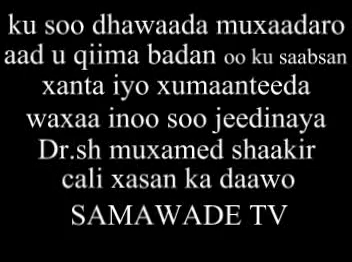 ku soo dhawaada muxaadaro
aad u qiima badan oo ku saabsan
xanta iyo xumaanteeda
waxaa inoo soo jeedinaya
Dr.sh muxamed shaakir
cali xasan ka daawo
SAMAWADE TV